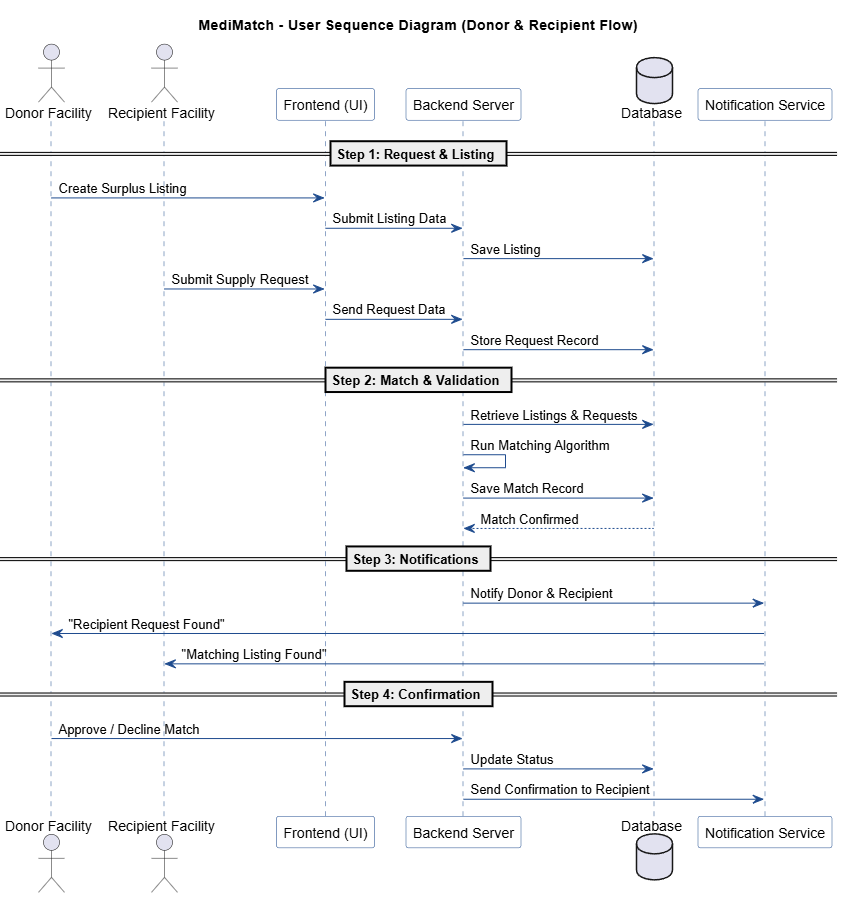 MediMatch - User Sequence Diagram (Donor & Recipient Flow)
Donor Facility
Recipient Facility
Frontend (UI)
Backend Server
Database
Notification Service
Step 1: Request & Listing
Create Surplus Listing
Submit Listing Data
Save Listing
Submit Supply Request
Send Request Data
Store Request Record
Step 2: Match & Validation
Retrieve Listings & Requests
Run Matching Algorithm
Save Match Record
Match Confirmed
Step 3: Notifications
Notify Donor & Recipient
"Recipient Request Found"
"Matching Listing Found"
Step 4: Confirmation
Approve / Decline Match
Update Status
Send Confirmation to Recipient
Donor Facility
Recipient Facility
Frontend (UI)
Backend Server
Database
Notification Service